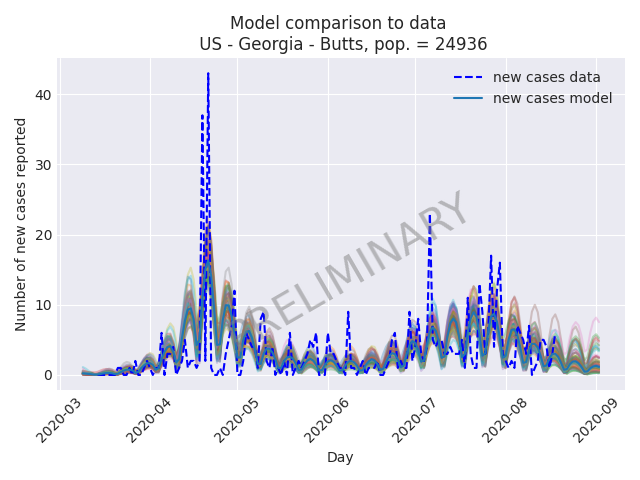 Model comparison to data
US - Georgia - Butts, pop. = 24936
new cases data
new cases model
Number of new cases reported
40
30
20
10
0
PRELIMINARY
2020-03
2020-04
2020-05
2020-06
2020-07
2020-08
2020-09
Day